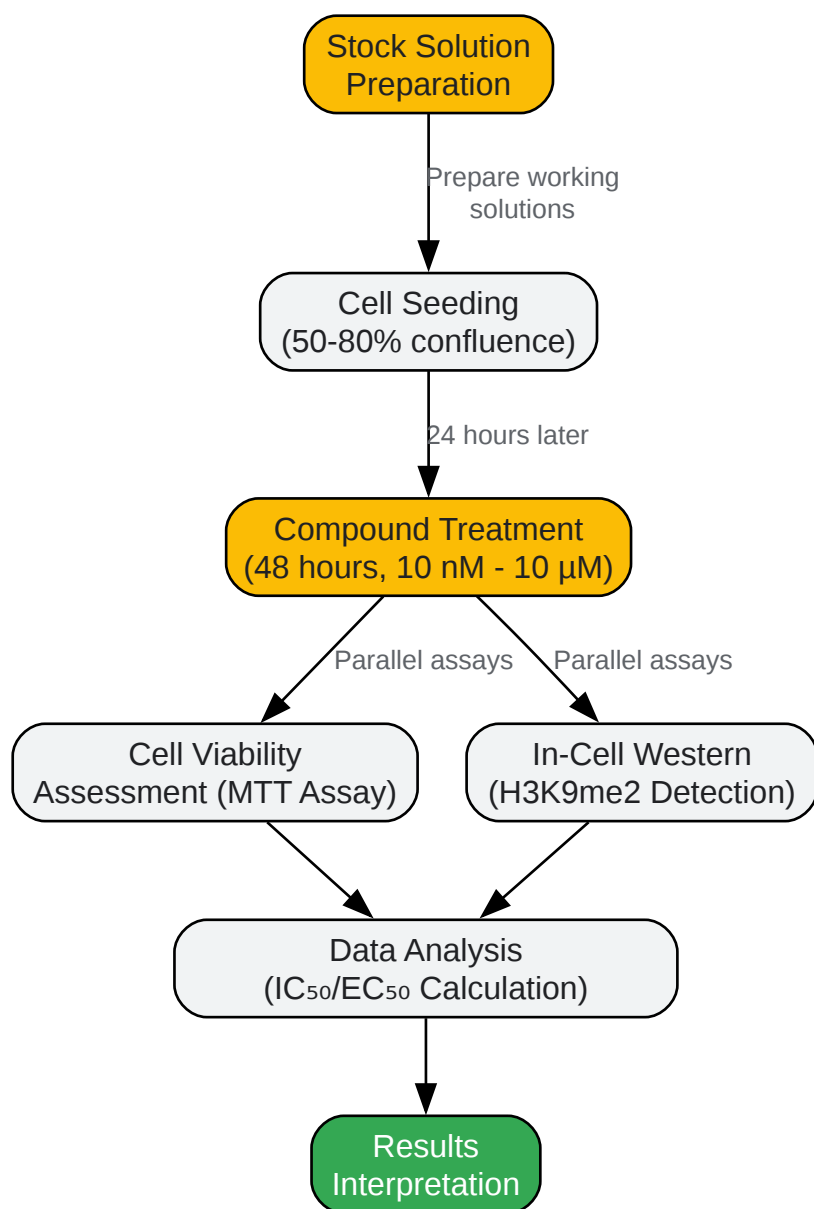 Stock Solution
Preparation
Prepare working
solutions
Cell Seeding
(50-80% confluence)
24 hours later
Compound Treatment
(48 hours, 10 nM - 10 µM)
Parallel assays
Parallel assays
Cell Viability
Assessment (MTT Assay)
In-Cell Western
(H3K9me2 Detection)
Data Analysis
(IC₅₀/EC₅₀ Calculation)
Results
Interpretation